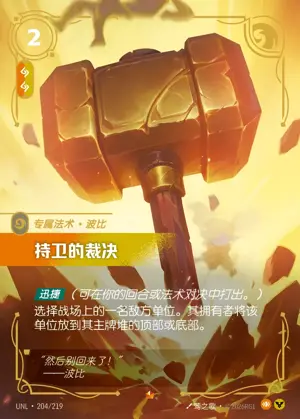 2
专属法术・波比
持卫的裁决
迅捷（可在你的回合或法术对决中打出。）
选择战场上的一名敌方单位。其拥有者将该
单位放到其主牌堆的顶部或底部。
“然后别回来了！”
——波比
UNL・204/219